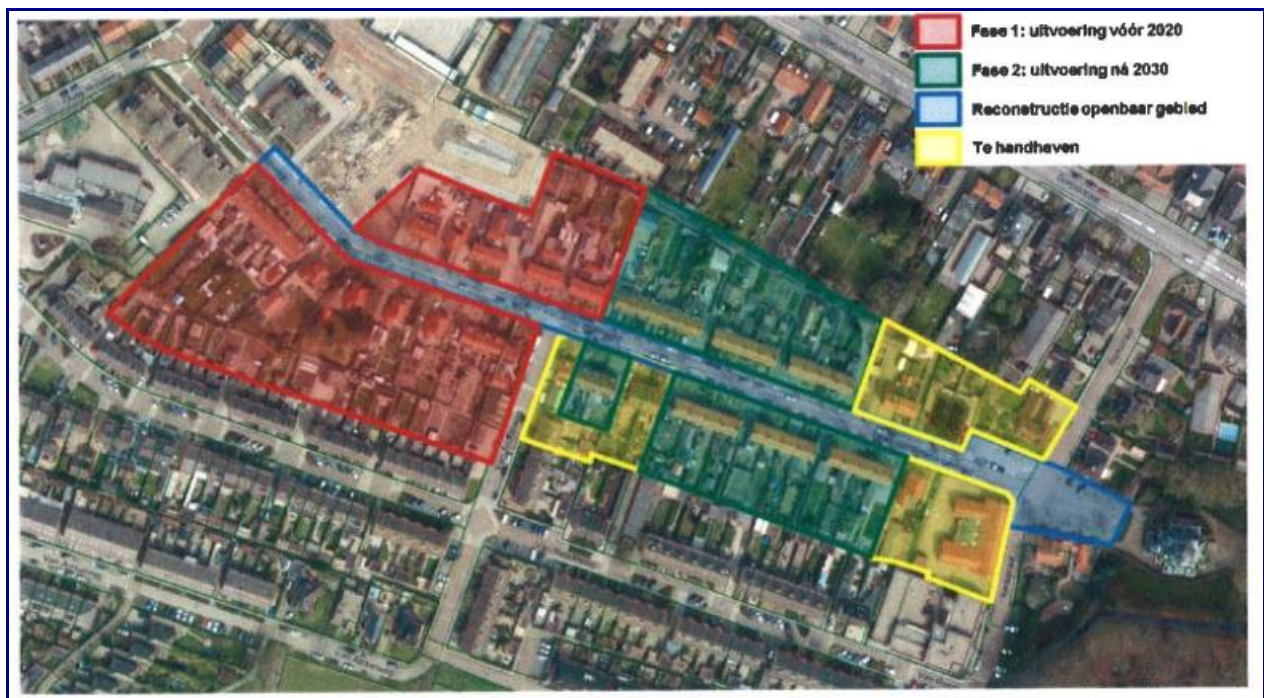 Fase 1: uitvoering vóór 2020
Fase 2: uitvoering ná 2030
Reconstructie openbaar gebied
Te handhaven